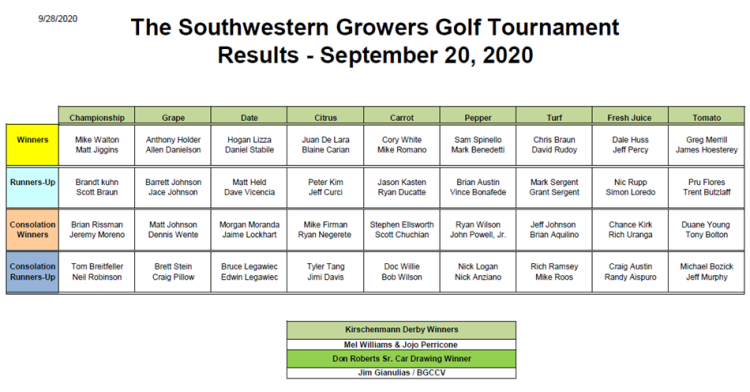 9/28/2020
The Southwestern Growers Golf Tournament
Results - September 20, 2020
Championship Grape Date Citrus Carrot Pepper Turf Fresh Juice Tomato
Winners Mike Walton Anthony Holder Hogan Lizza Juan De Lara Cory White Sam Spinello Chris Braun Dale Huss Greg Merrill
Matt Jiggins Allen Danielson Daniel Stabile Blaine Carian Mike Romano Mark Benedetti David Rudoy Jeff Percy James Hoesterey
Runners-Up Brandt kuhn Barrett Johnson Matt Held Peter Kim Jason Kasten Brian Austin Mark Sergent Nic Rupp Pru Flores
Scott Braun Jace Johnson Dave Vicencia Jeff Curci Ryan Ducatte Vince Bonafede Grant Sergent Simon Loredo Trent Butzlaff
Consolation Brian Rissman Matt Johnson Morgan Moranda Mike Firman Stephen Ellsworth Ryan Wilson Jeff Johnson Chance Kirk Duane Young
Winners Jeremy Moreno Dennis Wente Jaime Lockhart Ryan Negerete Scott Chuchian John Powell, Jr. Brian Aquilino Rich Uranga Tony Bolton
Consolation Tom Breitfeller Brett Stein Bruce Legawiec Tyler Tang Doc Willie Nick Logan Rich Ramsey Craig Austin Michael Bozick
Runners-Up Neil Robinson Craig Pillow Edwin Legawiec Jimi Davis Bob Wilson Nick Anziano Mike Roos Randy Aispuro Jeff Murphy
Kirschenmann Derby Winners
Mel Williams & Jojo Perricone
Don Roberts Sr. Car Drawing Winner
Jim Gianulias / BGCCV